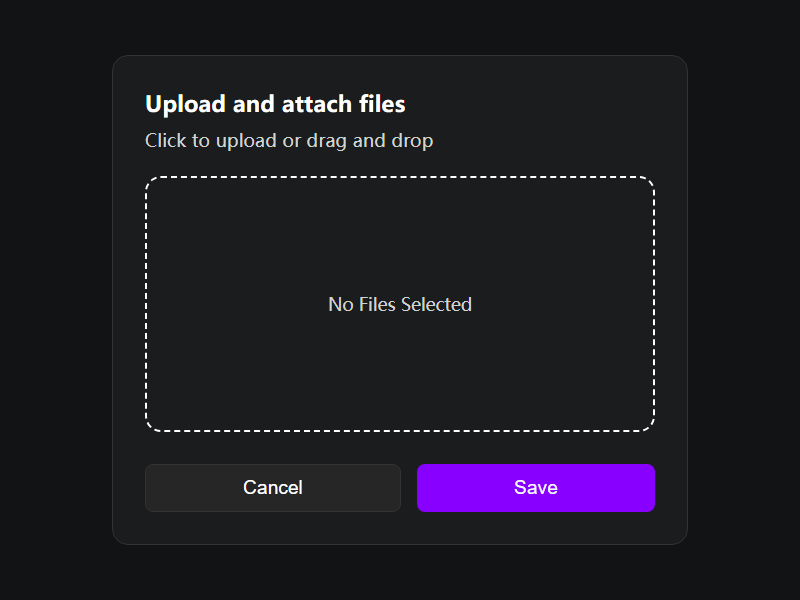 Upload and attach files
Click to upload or drag and drop
No Files Selected
Cancel
Save